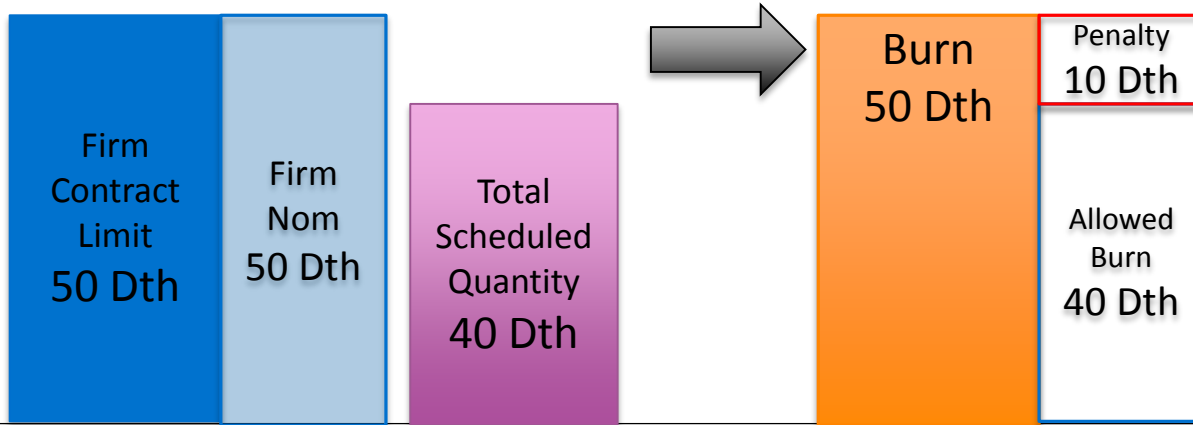 Firm
Contract
Limit
50 Dth
Firm
Nom
50 Dth
Total
Scheduled
Quantity
40 Dth
Burn
50 Dth
Penalty
10 Dth
Allowed
Burn
40 Dth